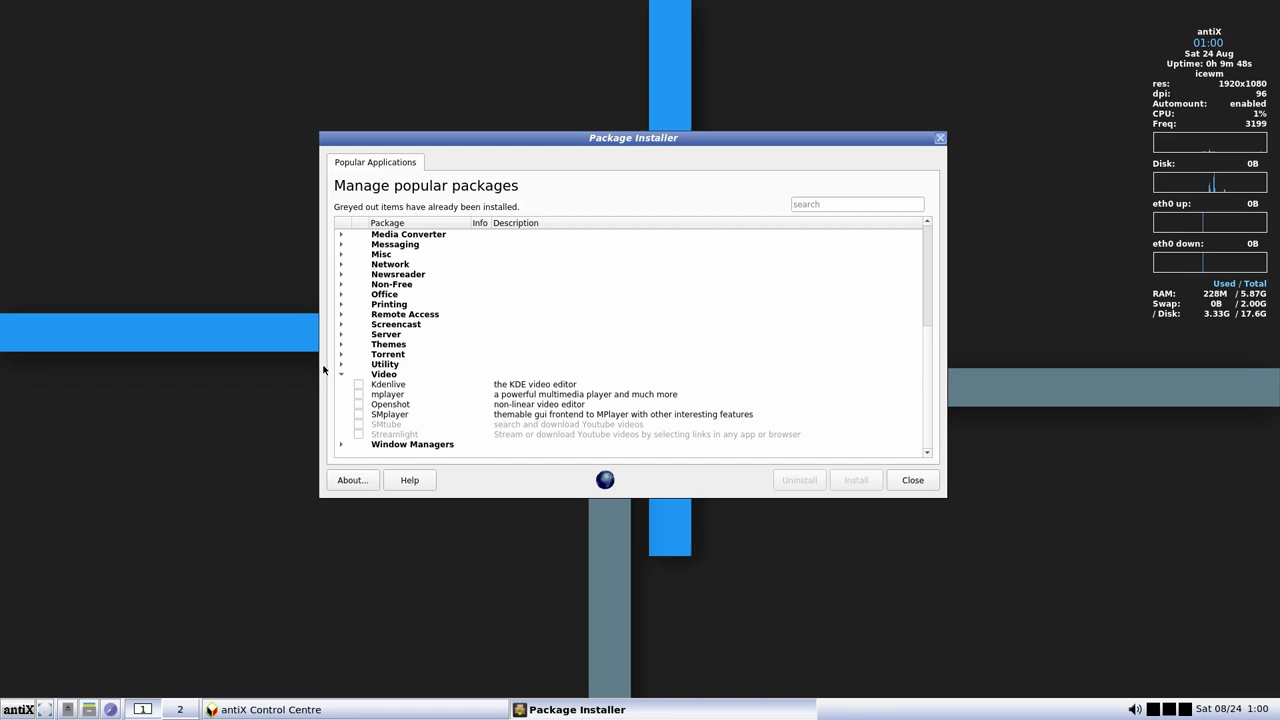 antiX
01:00
Sat 24 Aug
Uptime: 0h 9m 48s
icewm
res: 1920x1080
dpi: 96
Automount: enabled
CPU: 1%
Freq: 3199
Disk: 0B
eth0 up: 0B
eth0 down: 0B
Used / Total
RAM: 228M / 5.87G
Swap: 0B / 2.00G
/ Disk: 3.33G / 17.6G
Package Installer
Popular Applications
Manage popular packages
Greyed out items have already been installed.
search
Package Info Description
Media Converter
Messaging
Misc
Network
Newsreader
Non-Free
Office
Printing
Remote Access
Screencast
Server
Themes
Torrent
Utility
Video
Kdenlive the KDE video editor
mplayer a powerful multimedia player and much more
Openshot non-linear video editor
SMplayer themable gui frontend to MPlayer with other interesting features
SMtube search and download Youtube videos
Streamlight Stream or download Youtube videos by selecting links in any app or browser
Window Managers
About... Help Uninstall Install Close
antiX 1 2 antiX Control Centre Package Installer Sat 08/24 1:00